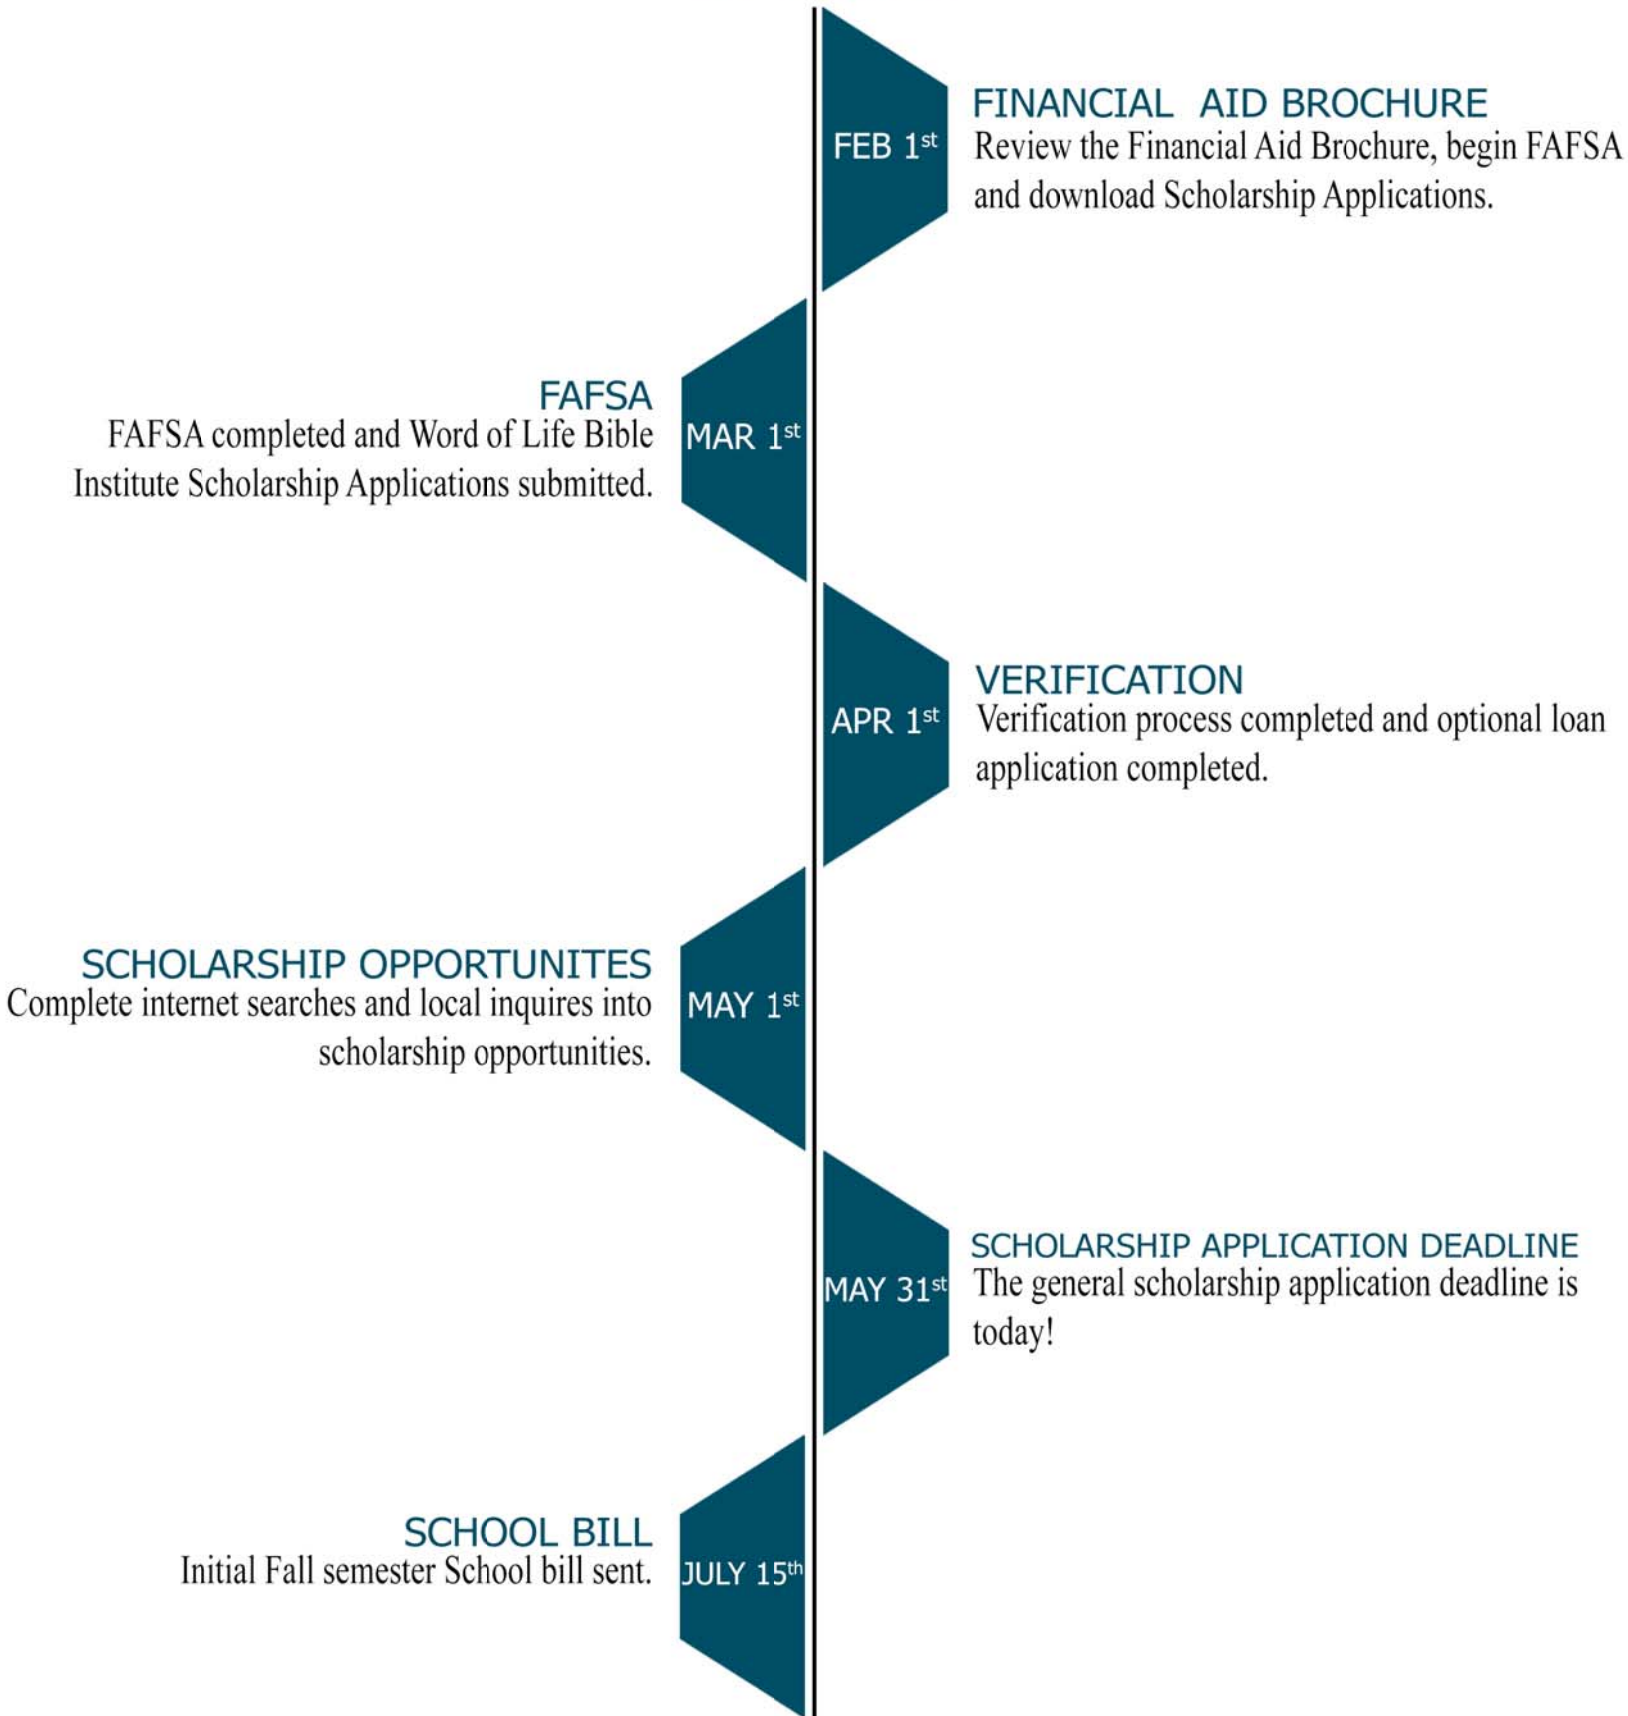 FEB 1st
FINANCIAL AID BROCHURE
Review the Financial Aid Brochure, begin FAFSA
and download Scholarship Applications.
FAFSA
FAFSA completed and Word of Life Bible
Institute Scholarship Applications submitted.
MAR 1st
APR 1st
VERIFICATION
Verification process completed and optional loan
application completed.
SCHOLARSHIP OPPORTUNITES
Complete internet searches and local inquires into
scholarship opportunities.
MAY 1st
MAY 31st
SCHOLARSHIP APPLICATION DEADLINE
The general scholarship application deadline is
today!
SCHOOL BILL
Initial Fall semester School bill sent.
JULY 15th